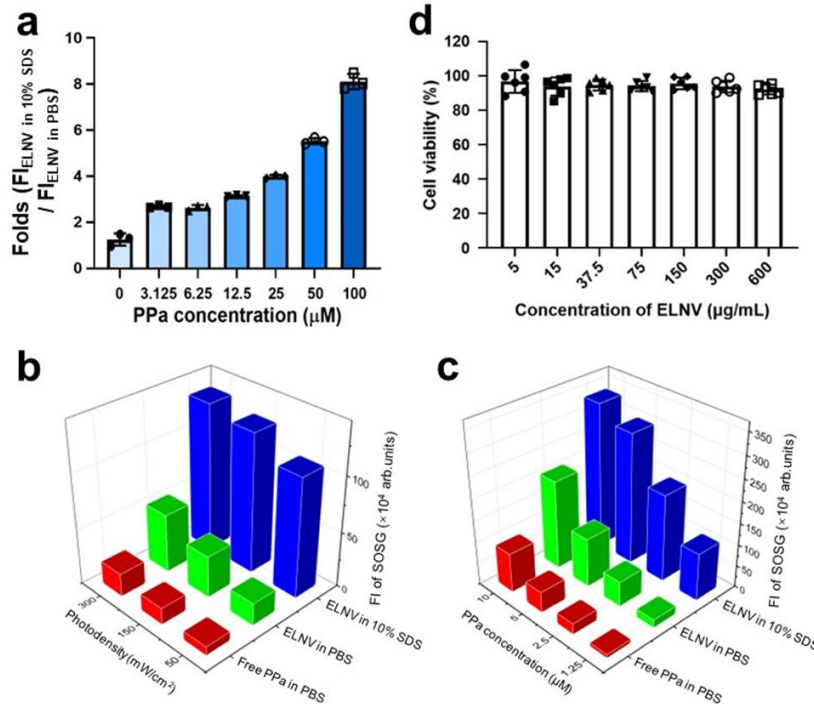 a
Folds (FI ELNV in 10% SDS
/ FI ELNV in PBS)
10
8
6
4
2
0
0 3.125 6.25 12.5 25 50 100
PPa concentration (μM)
d
Cell viability (%)
120
100
80
60
40
20
0
5 15 37.5 75 150 300 600
Concentration of ELNV (μg/mL)
b
FI of SOSG (×10⁴ arb.units)
100
50
0
300
150
50
Photodensity (mW/cm²)
ELNV in 10% SDS
ELNV in PBS
Free PPa in PBS
c
FI of SOSG (×10⁴ arb.units)
350
300
250
200
150
100
50
0
10
5
2.5
1.25
PPa concentration (μM)
ELNV in 10% SDS
ELNV in PBS
Free PPa in PBS